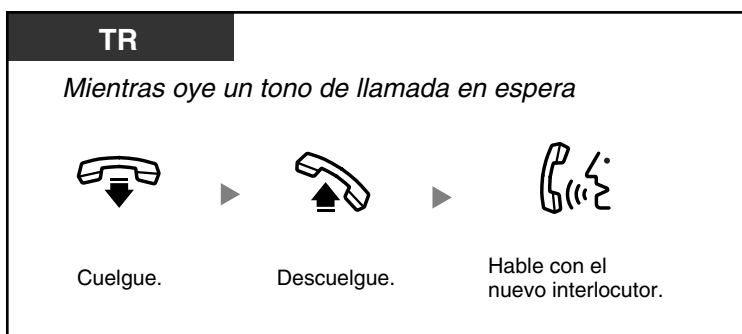 TR
Mientras oye un tono de llamada en espera
Cuelgue.
Descuelgue.
Hable con el
nuevo interlocutor.